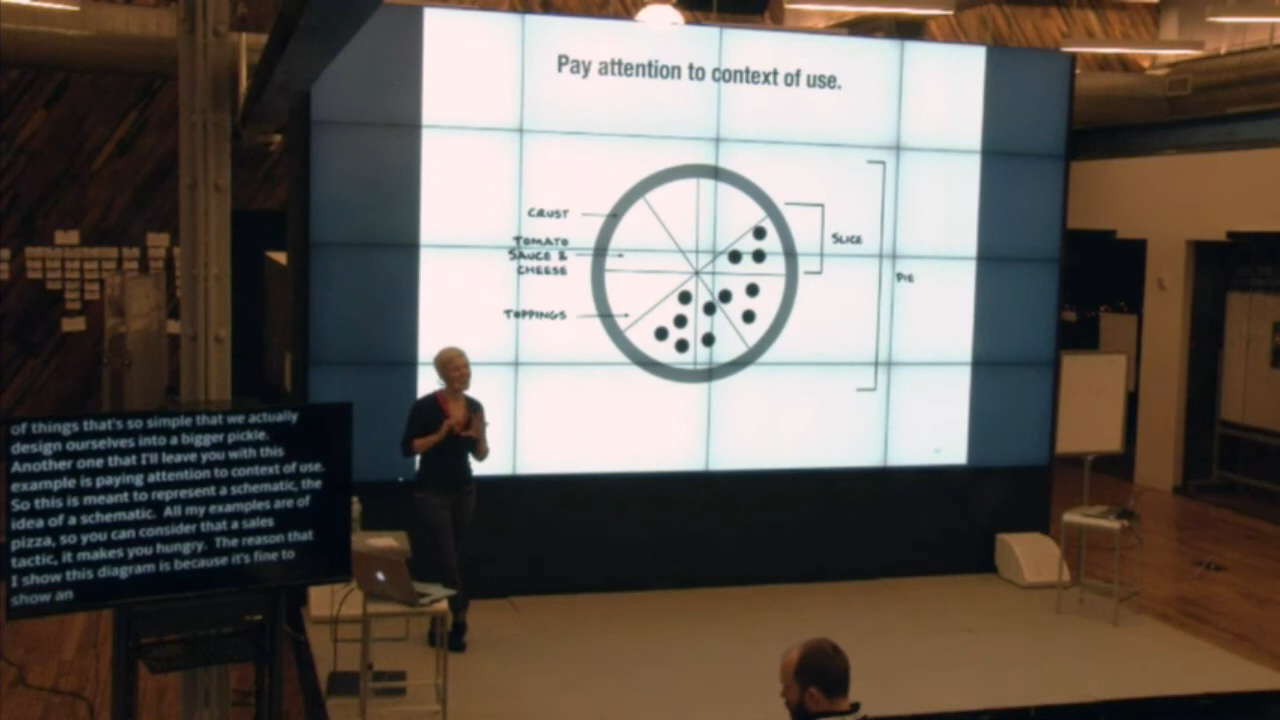 Pay attention to context of use.
CRUST
TOMATO
SAUCE &
CHEESE
TOPPINGS
SLICE
PIE
of things that's so simple that we actually
design ourselves into a bigger pickle.
Another one that I'll leave you with this
example is paying attention to context of use.
So this is meant to represent a schematic, the
idea of a schematic.  All my examples are of
pizza, so you can consider that a sales
tactic, it makes you hungry.  The reason that
I show this diagram is because it's fine to
show an